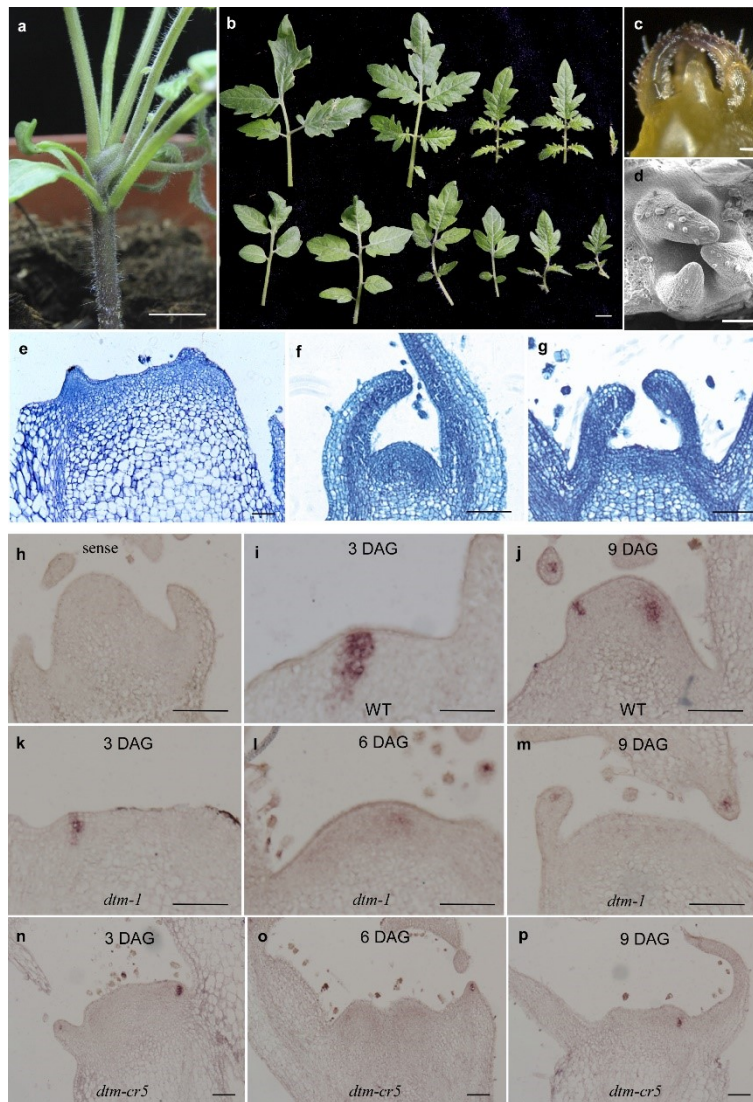 a
b
c
d
e
f
g
h
sense
i
3 DAG
WT
j
9 DAG
WT
k
3 DAG
dtm-1
l
6 DAG
dtm-1
m
9 DAG
dtm-1
n
3 DAG
dtm-cr5
o
6 DAG
dtm-cr5
p
9 DAG
dtm-cr5